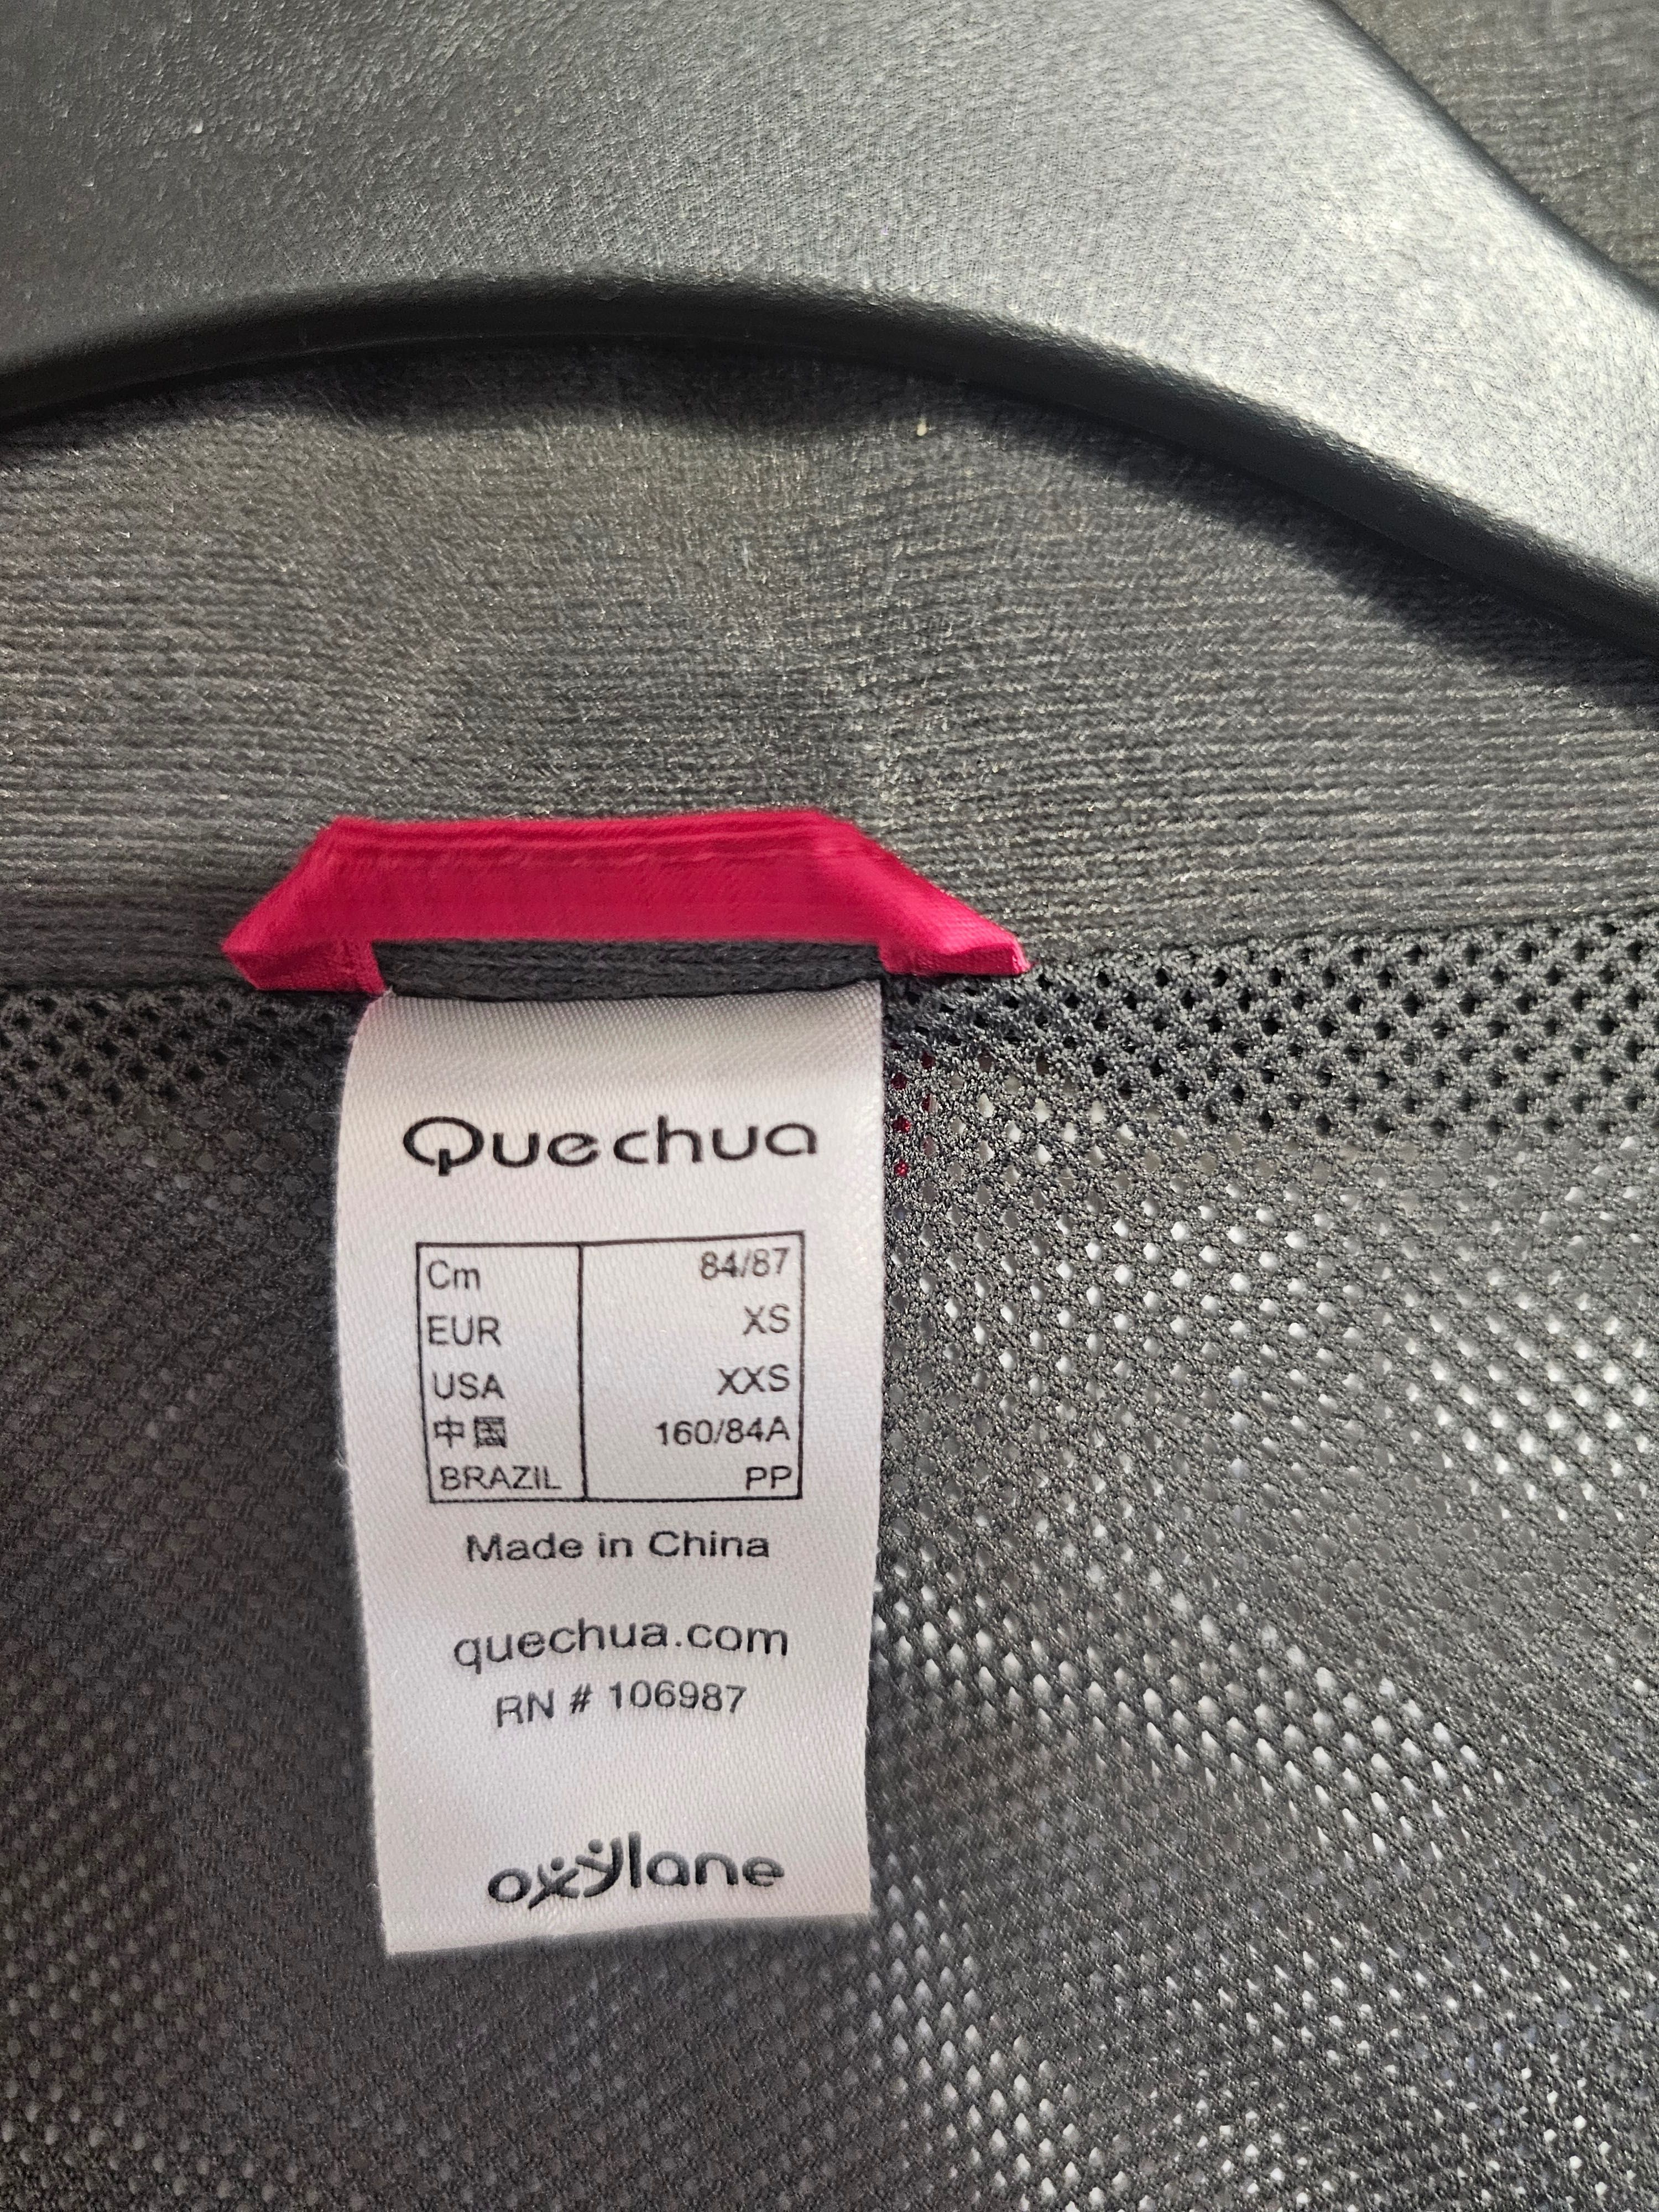 Quechua
Cm 84/87
EUR XS
USA XXS
中国 160/84A
BRAZIL PP
Made in China
quechua.com
RN # 106987
oxylane